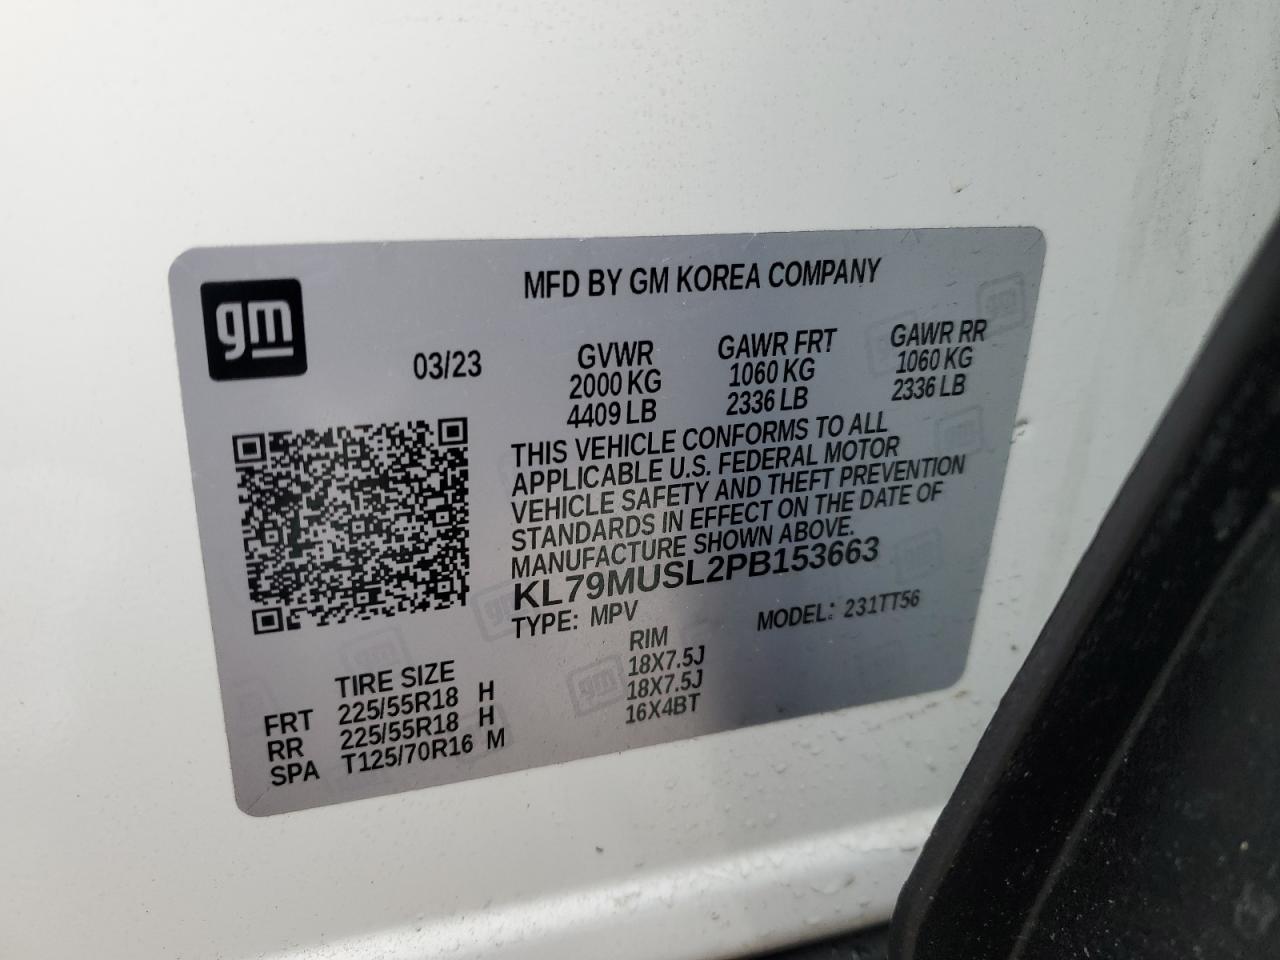 gm
MFD BY GM KOREA COMPANY
03/23
GVWR GAWR FRT GAWR RR
2000 KG 1060 KG 1060 KG
4409 LB 2336 LB 2336 LB
THIS VEHICLE CONFORMS TO ALL
APPLICABLE U.S. FEDERAL MOTOR
VEHICLE SAFETY AND THEFT PREVENTION
STANDARDS IN EFFECT ON THE DATE OF
MANUFACTURE SHOWN ABOVE.
KL79MUSL2PB153663
TYPE: MPV MODEL: 231TT56
TIRE SIZE RIM
FRT 225/55R18 H 18X7.5J
RR 225/55R18 H 18X7.5J
SPA T125/70R16 M 16X4BT